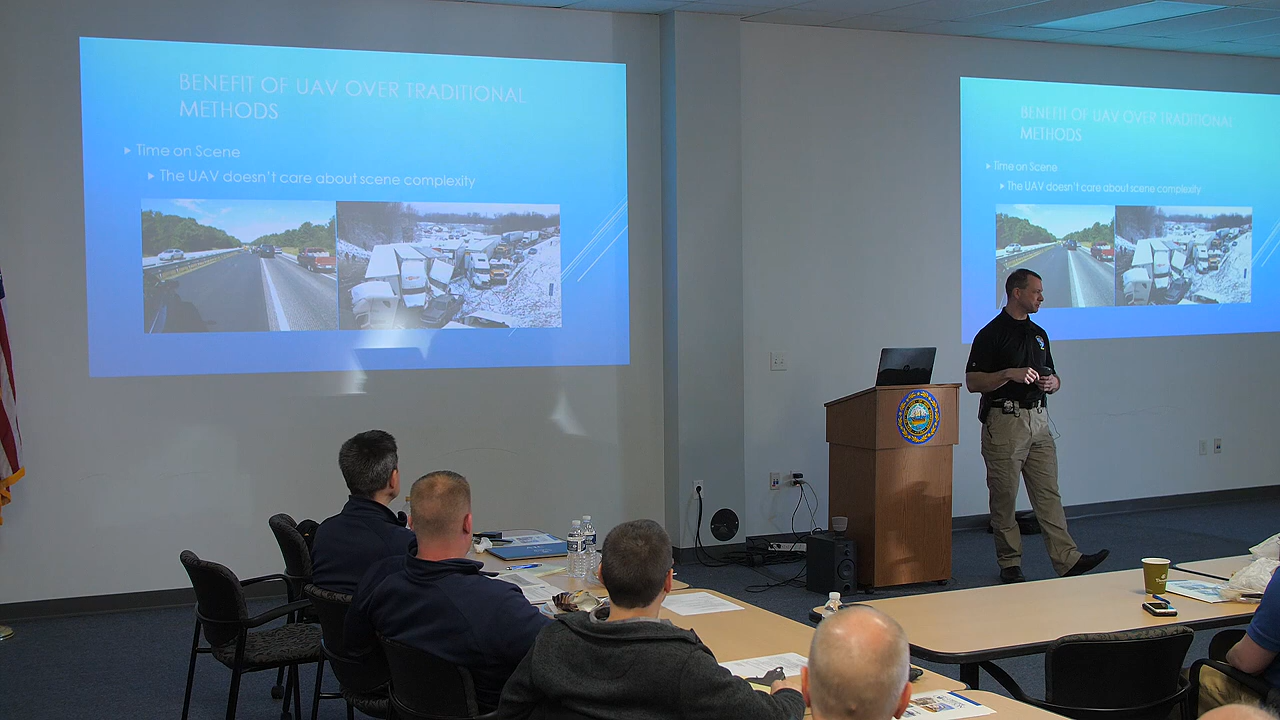 BENEFIT OF UAV OVER TRADITIONAL
METHODS
Time on Scene
The UAV doesn't care about scene complexity
BENEFIT OF UAV OVER TRADITIONAL
METHODS
Time on Scene
The UAV doesn't care about scene complexity